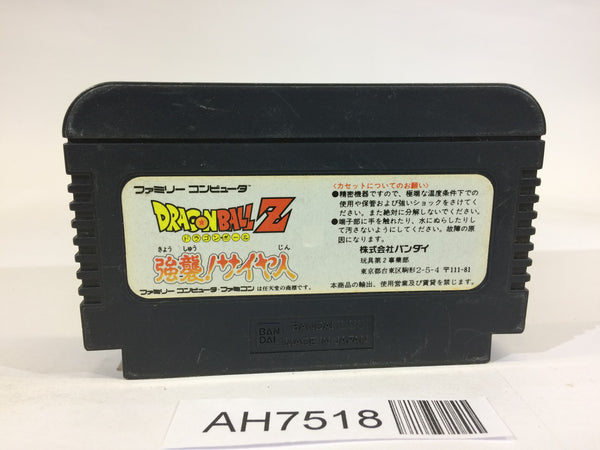 ファミリー コンピュータ™
DRAGON BALL Z
ドラゴンボール
きょう しゅう じん
強襲!サイヤ人
ファミリー コンピュータ・ファミコン は任天堂の商標です。
〈カセットについてのお願い〉
●精密機器ですので、極端な温度条件下での
使用や保管および強いショックをさけてく
ださい。また絶対に分解しないでください。
●端子部に手を触れたり、水にぬらしたりし
て汚さないようにしてください。故障の原
因になります。
株式会社バンダイ
玩具第2事業部
東京都台東区駒形2-5-4 〒111-81
本商品の輸出、使用営業及び賃貸を禁じます。
BAN
DAI
BANDAI
MADE IN JAPAN
AH7518